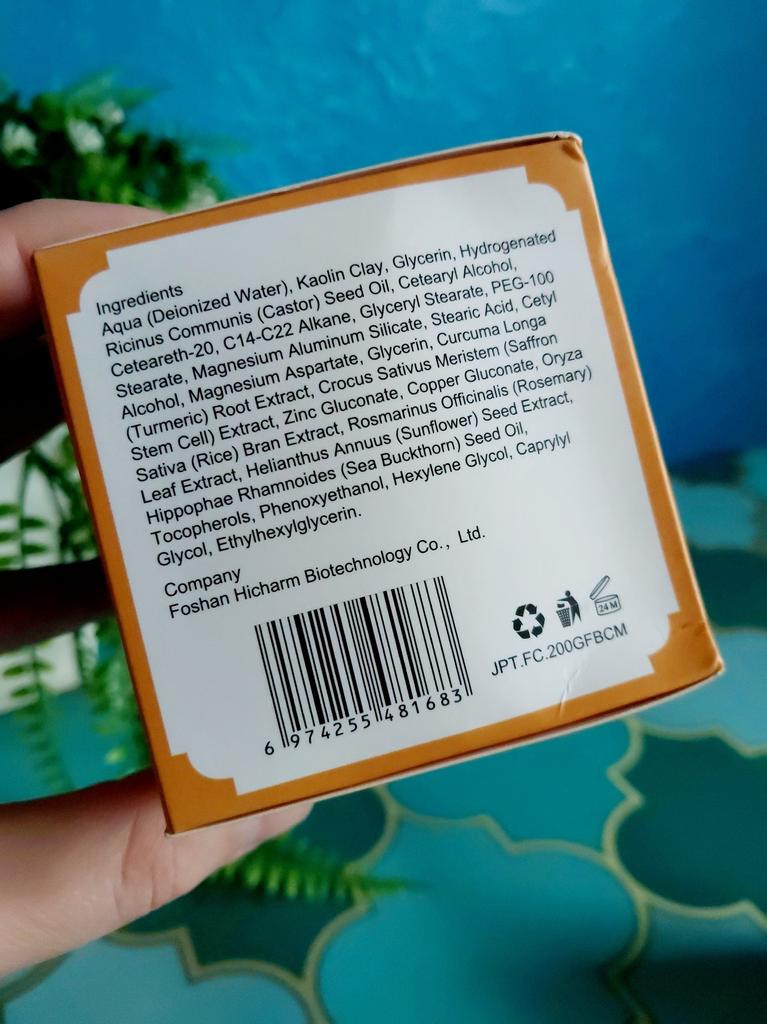 Ingredients
Aqua (Deionized Water), Kaolin Clay, Glycerin, Hydrogenated
Ricinus Communis (Castor) Seed Oil, Cetearyl Alcohol,
Ceteareth-20, C14-C22 Alkane, Glyceryl Stearate, PEG-100
Stearate, Magnesium Aluminum Silicate, Stearic Acid, Cetyl
Alcohol, Magnesium Aspartate, Glycerin, Curcuma Longa
(Turmeric) Root Extract, Crocus Sativus Meristem (Saffron
Stem Cell) Extract, Zinc Gluconate, Copper Gluconate, Oryza
Sativa (Rice) Bran Extract, Rosmarinus Officinalis (Rosemary)
Leaf Extract, Helianthus Annuus (Sunflower) Seed Extract,
Hippophae Rhamnoides (Sea Buckthorn) Seed Oil,
Tocopherols, Phenoxyethanol, Hexylene Glycol, Caprylyl
Glycol, Ethylhexylglycerin.
Company
Foshan Hicharm Biotechnology Co., Ltd.
24 M
JPT.FC.200GFBCM
6 974255 481683